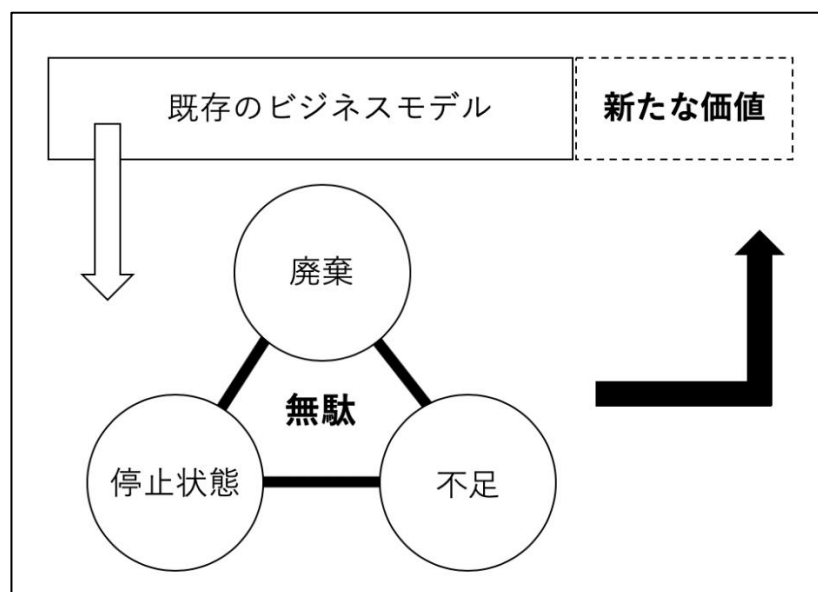 既存のビジネスモデル
新たな価値
廃棄
無駄
停止状態
不足